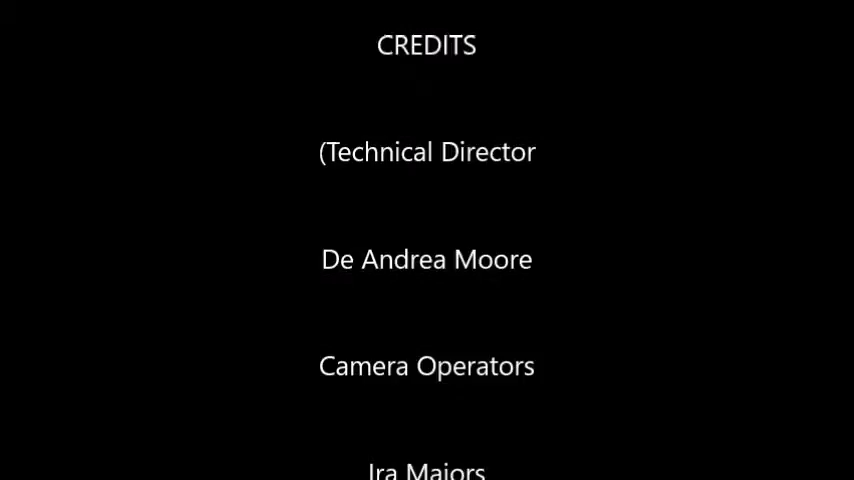 CREDITS
(Technical Director
De Andrea Moore
Camera Operators
Ira Majors